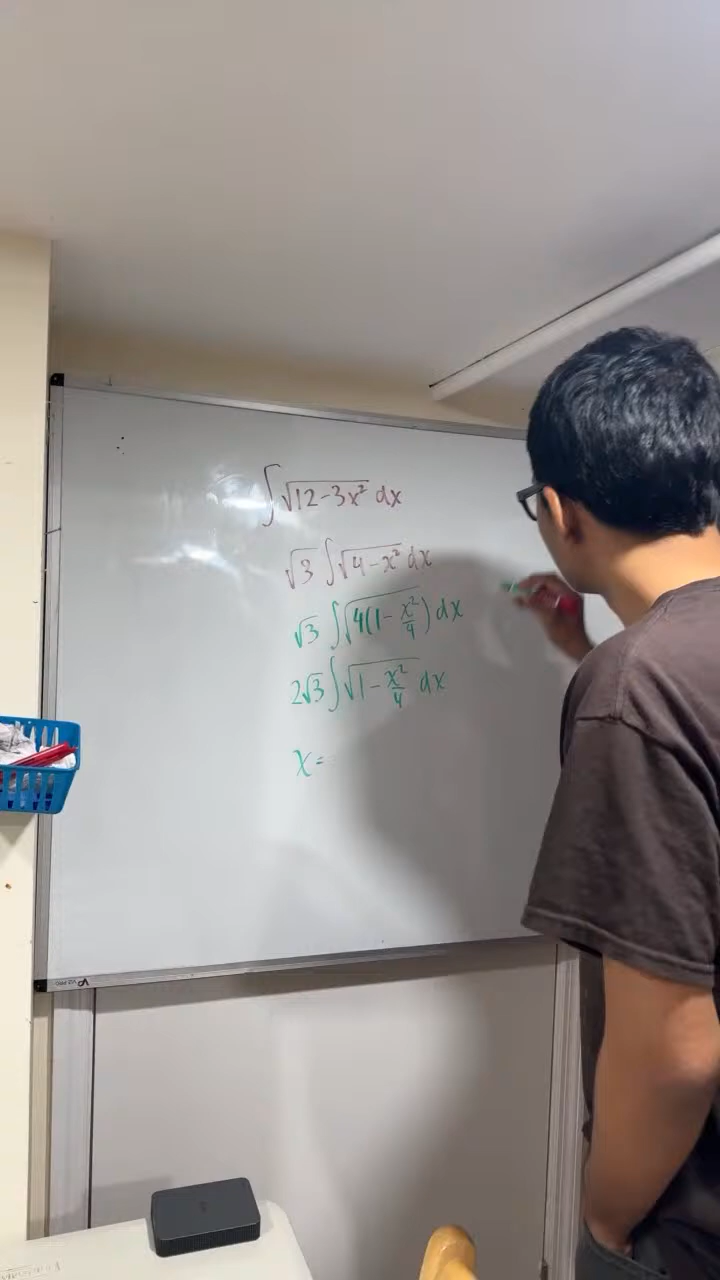 ∫√12-3x² dx
√3 ∫√4-x² dx
√3 ∫√4(1-x²/4) dx
2√3 ∫√1-x²/4 dx
x=